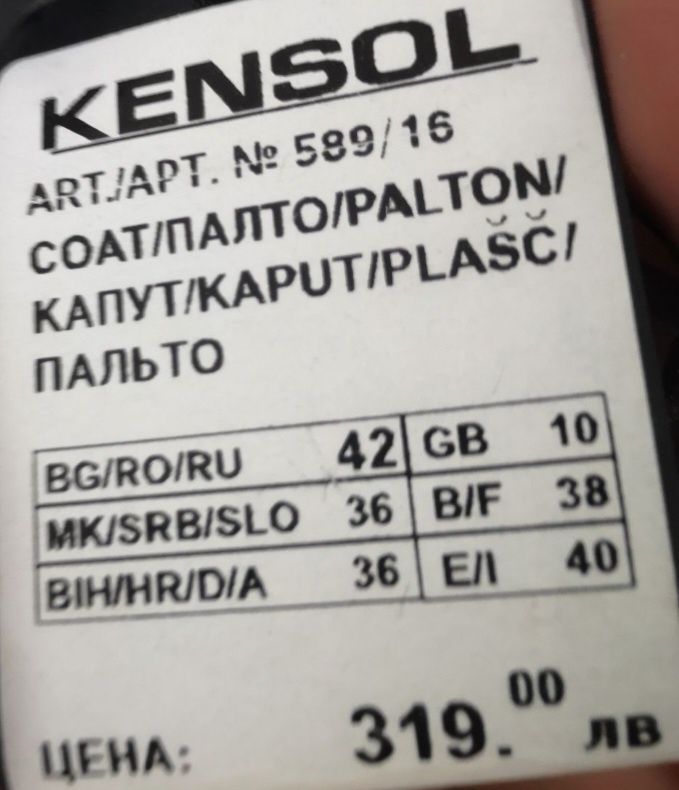 KENSOL
ART./АРТ. № 589/16
COAT/ПАЛТО/PALTON/
КАПУТ/KAPUT/PLAŠČ/
ПАЛЬТО
BG/RO/RU 42 GB 10
MK/SRB/SLO 36 B/F 38
BIH/HR/D/A 36 E/I 40
ЦЕНА: 319.00 лв